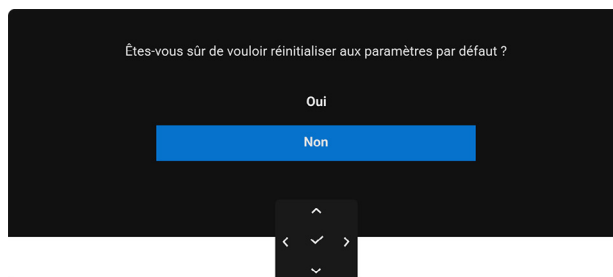 Êtes-vous sûr de vouloir réinitialiser aux paramètres par défaut ?
Oui
Non